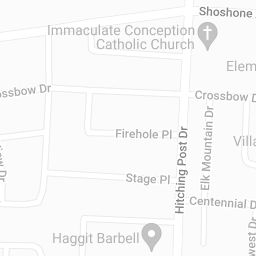 Shoshone
Immaculate Conception
Catholic Church
Elem
ossbow Dr
Crossbow D
Firehole Pl
Villa
Hitching Post Dr
Elk Mountain Dr
Stage Pl
Centennial D
Haggit Barbell